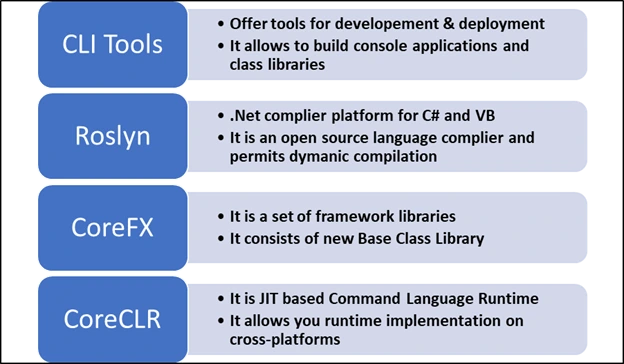 CLI Tools
• Offer tools for developement & deployment
• It allows to build console applications and
class libraries
Roslyn
• .Net complier platform for C# and VB
• It is an open source language complier and
permits dymanic compilation
CoreFX
• It is a set of framework libraries
• It consists of new Base Class Library
CoreCLR
• It is JIT based Command Language Runtime
• It allows you runtime implementation on
cross-platforms